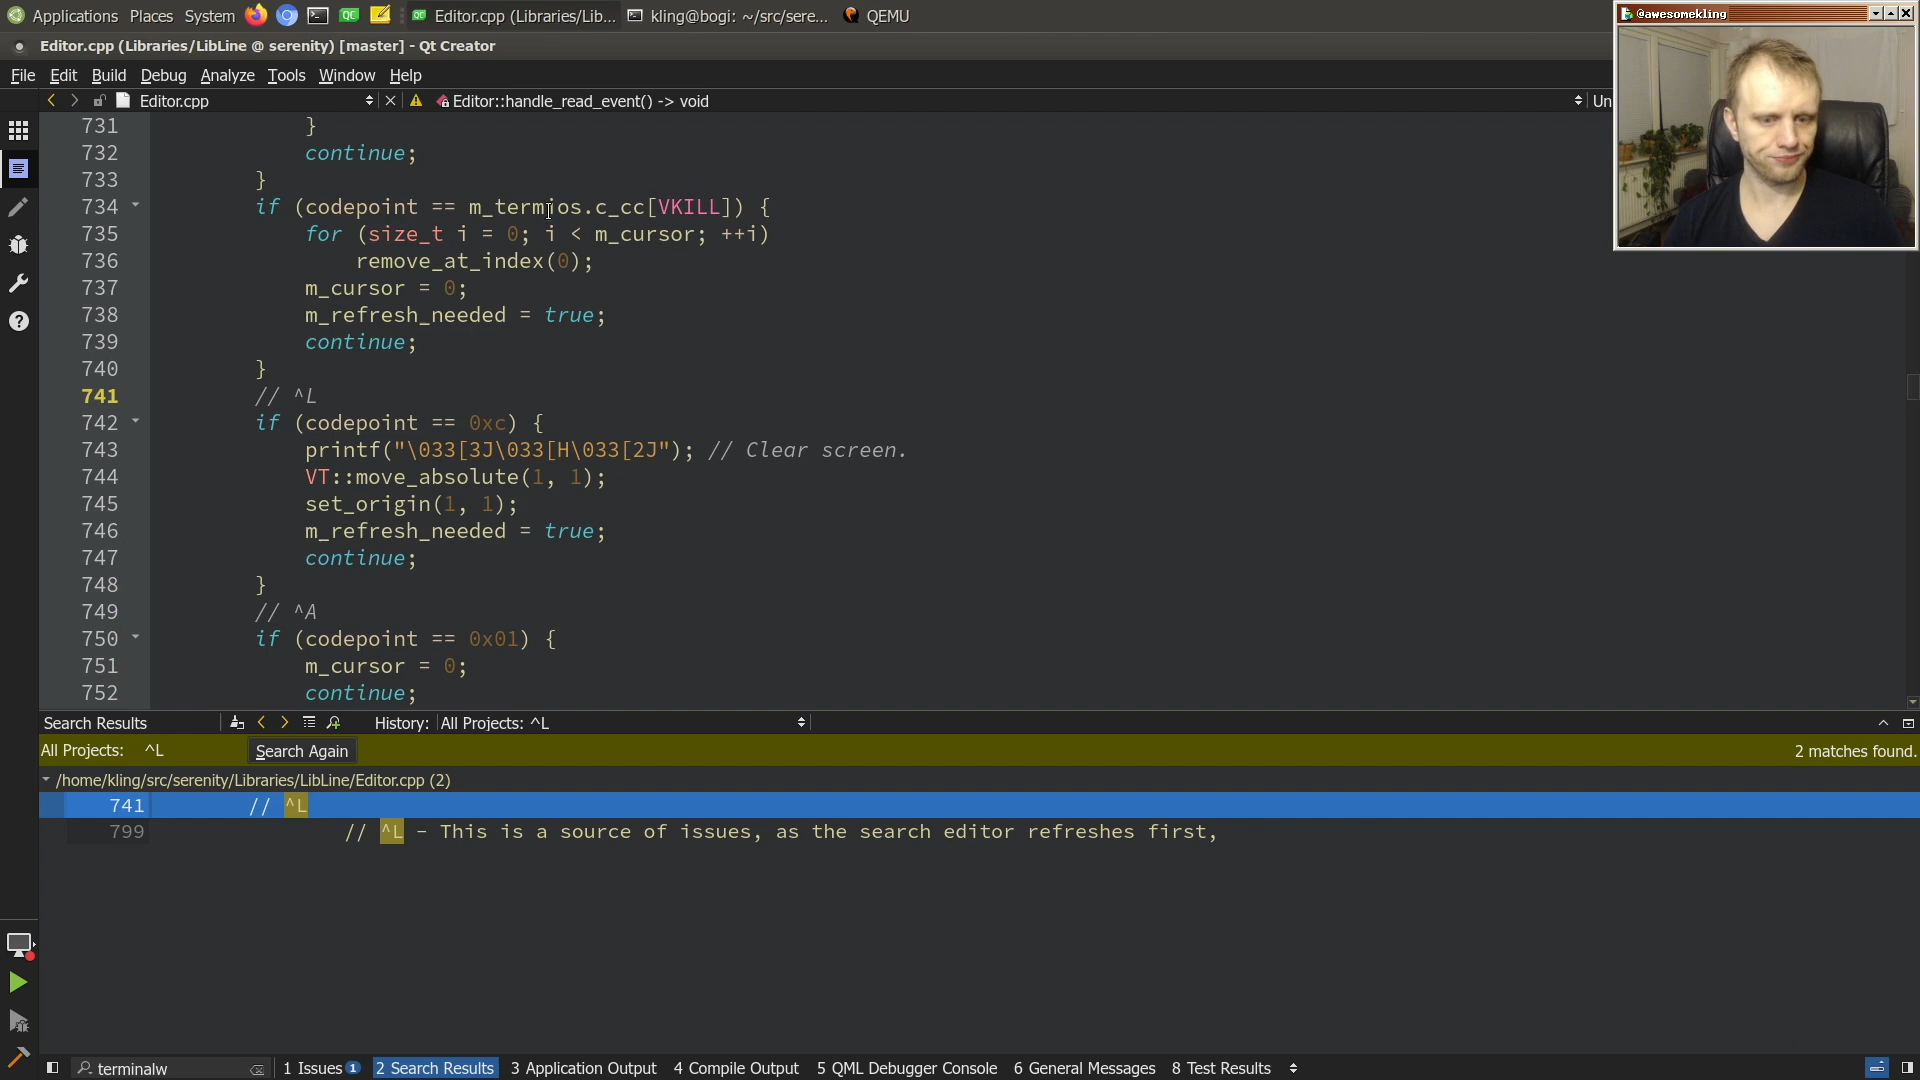 Applications Places System Editor.cpp (Libraries/Lib... kling@bogi: ~/src/sere... QEMU
@awesomekling
Editor.cpp (Libraries/LibLine @ serenity) [master] - Qt Creator
File Edit Build Debug Analyze Tools Window Help
Editor.cpp Editor::handle_read_event() -> void Un
731 }
732 continue;
733 }
734 if (codepoint == m_termios.c_cc[VKILL]) {
735 for (size_t i = 0; i < m_cursor; ++i)
736 remove_at_index(0);
737 m_cursor = 0;
738 m_refresh_needed = true;
739 continue;
740 }
741 // ^L
742 if (codepoint == 0xc) {
743 printf("\033[3J\033[H\033[2J"); // Clear screen.
744 VT::move_absolute(1, 1);
745 set_origin(1, 1);
746 m_refresh_needed = true;
747 continue;
748 }
749 // ^A
750 if (codepoint == 0x01) {
751 m_cursor = 0;
752 continue;
Search Results History: All Projects: ^L
All Projects: ^L Search Again 2 matches found.
/home/kling/src/serenity/Libraries/LibLine/Editor.cpp (2)
741 // ^L
799 // ^L - This is a source of issues, as the search editor refreshes first,
terminalw 1 Issues 1 2 Search Results 3 Application Output 4 Compile Output 5 QML Debugger Console 6 General Messages 8 Test Results